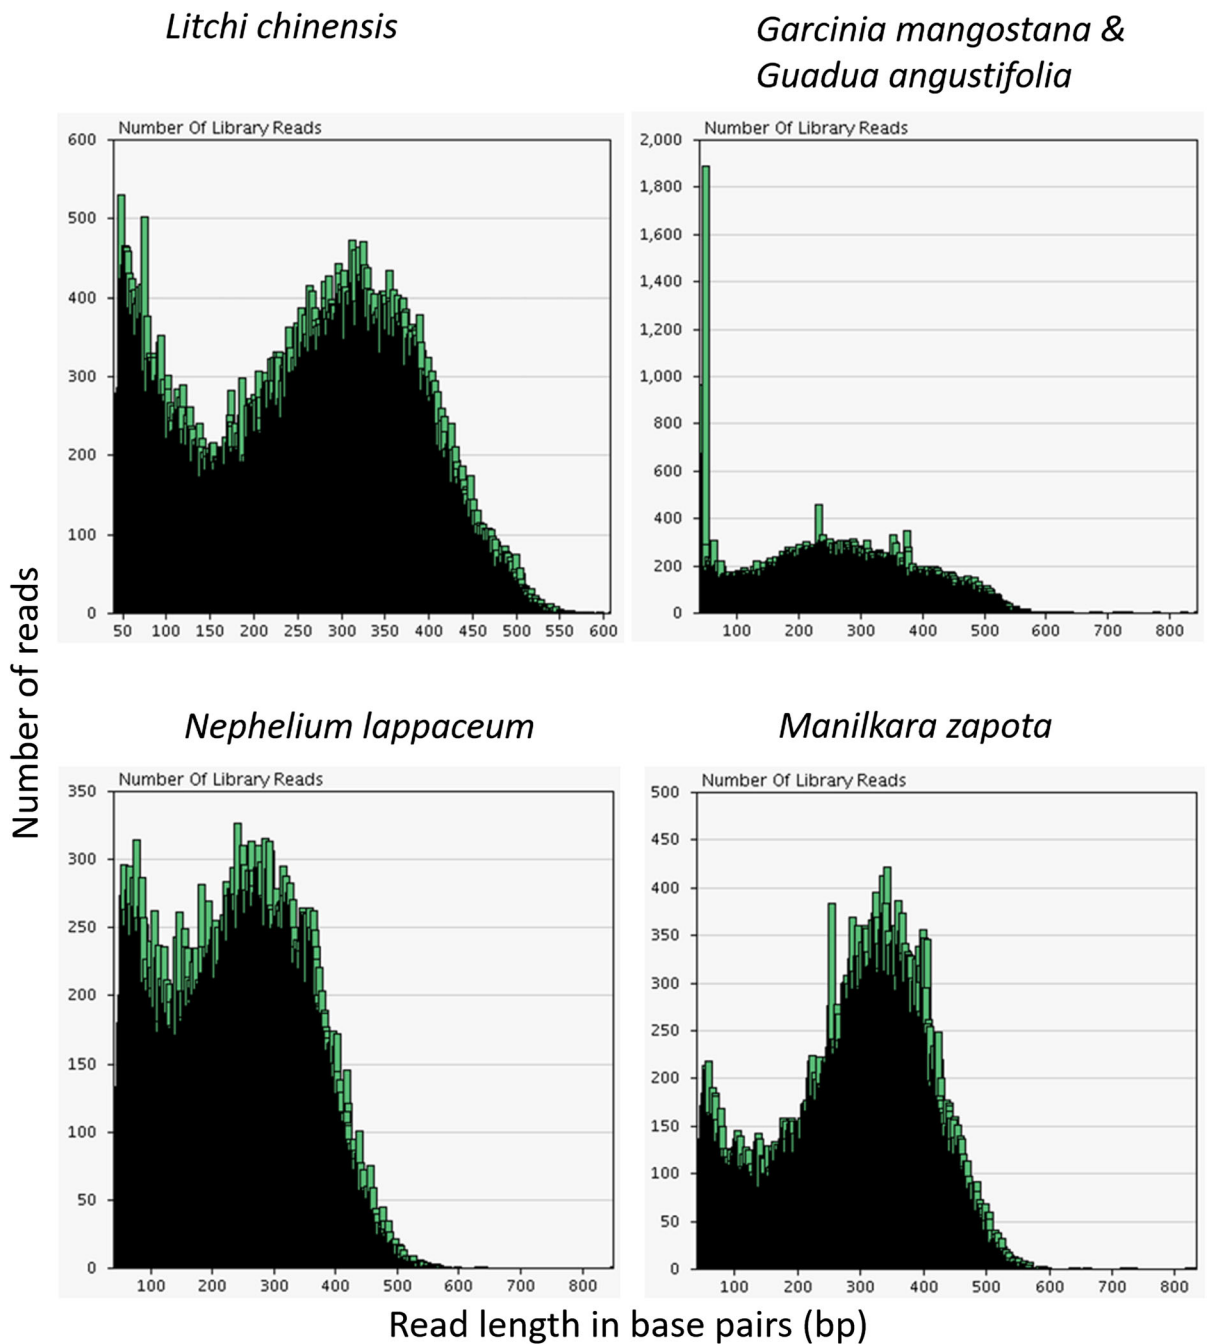 Litchi chinensis
Garcinia mangostana &
Guadua angustifolia
Number Of Library Reads
600
500
400
300
200
100
0
50 100 150 200 250 300 350 400 450 500 550 600
Number Of Library Reads
2,000
1,800
1,600
1,400
1,200
1,000
800
600
400
200
0
100 200 300 400 500 600 700 800
Number of reads
Nephelium lappaceum
Manilkara zapota
Number Of Library Reads
350
300
250
200
150
100
50
0
100 200 300 400 500 600 700 800
Number Of Library Reads
500
450
400
350
300
250
200
150
100
50
0
100 200 300 400 500 600 700 800
Read length in base pairs (bp)